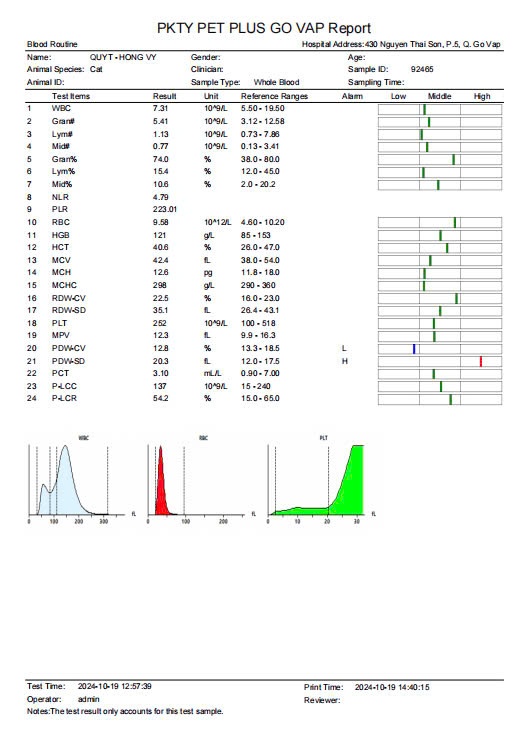 PKTY PET PLUS GO VAP Report
Blood Routine Hospital Address:430 Nguyen Thai Son, P.5, Q. Go Vap
Name: QUYT - HONG VY Gender: Age:
Animal Species: Cat Clinician: Sample ID: 92465
Animal ID: Sample Type: Whole Blood Sampling Time:
Test Items Result Unit Reference Ranges Alarm Low Middle High
1 WBC 7.31 10^9/L 5.50 - 19.50
2 Gran# 5.41 10^9/L 3.12 - 12.58
3 Lym# 1.13 10^9/L 0.73 - 7.86
4 Mid# 0.77 10^9/L 0.13 - 3.41
5 Gran% 74.0 % 38.0 - 80.0
6 Lym% 15.4 % 12.0 - 45.0
7 Mid% 10.6 % 2.0 - 20.2
8 NLR 4.79
9 PLR 223.01
10 RBC 9.58 10^12/L 4.60 - 10.20
11 HGB 121 g/L 85 - 153
12 HCT 40.6 % 26.0 - 47.0
13 MCV 42.4 fL 38.0 - 54.0
14 MCH 12.6 pg 11.8 - 18.0
15 MCHC 298 g/L 290 - 360
16 RDW-CV 22.5 % 16.0 - 23.0
17 RDW-SD 35.1 fL 26.4 - 43.1
18 PLT 252 10^9/L 100 - 518
19 MPV 12.3 fL 9.9 - 16.3
20 PDW-CV 12.8 % 13.3 - 18.5 L
21 PDW-SD 20.3 fL 12.0 - 17.5 H
22 PCT 3.10 mL/L 0.90 - 7.00
23 P-LCC 137 10^9/L 15 - 240
24 P-LCR 54.2 % 15.0 - 65.0
WBC RBC PLT
0 100 200 300 fL 0 200 fL 0 10 20 30 fL
Test Time: 2024-10-19 12:57:39 Print Time: 2024-10-19 14:40:15
Operator: admin Reviewer:
Notes:The test result only accounts for this test sample.